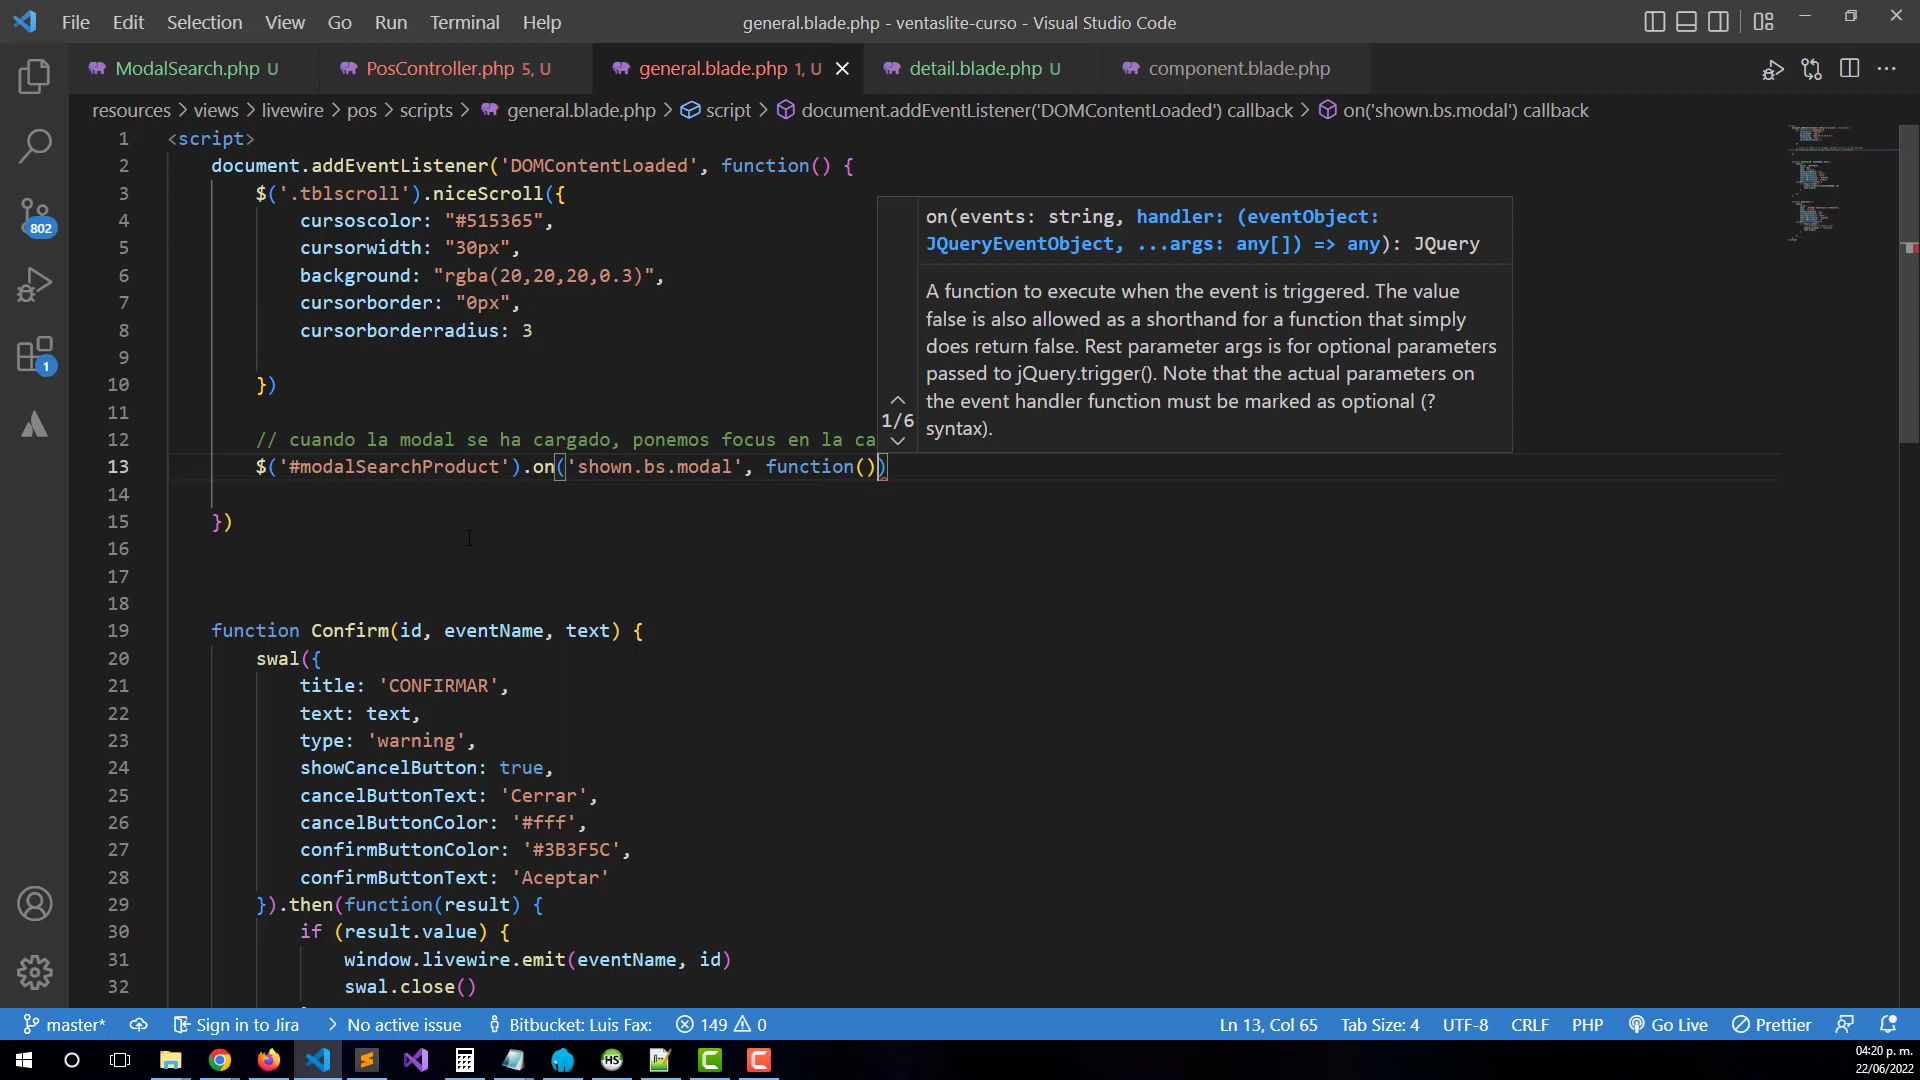 File Edit Selection View Go Run Terminal Help
general.blade.php - ventaslite-curso - Visual Studio Code
ModalSearch.php U
PosController.php 5, U
general.blade.php 1, U
detail.blade.php U
component.blade.php
resources > views > livewire > pos > scripts > general.blade.php > script > document.addEventListener('DOMContentLoaded') callback > on('shown.bs.modal') callback
1 <script>
2 document.addEventListener('DOMContentLoaded', function() {
3 $('.tblscroll').niceScroll({
4 cursoscolor: "#515365",
5 cursorwidth: "30px",
6 background: "rgba(20,20,20,0.3)",
7 cursorborder: "0px",
8 cursorborderradius: 3
9
10 })
11
12 // cuando la modal se ha cargado, ponemos focus en la ca
13 $('#modalSearchProduct').on('shown.bs.modal', function())
14
15 })
16
17
18
19 function Confirm(id, eventName, text) {
20 swal({
21 title: 'CONFIRMAR',
22 text: text,
23 type: 'warning',
24 showCancelButton: true,
25 cancelButtonText: 'Cerrar',
26 cancelButtonColor: '#fff',
27 confirmButtonColor: '#3B3F5C',
28 confirmButtonText: 'Aceptar'
29 }).then(function(result) {
30 if (result.value) {
31 window.livewire.emit(eventName, id)
32 swal.close()
on(events: string, handler: (eventObject:
JQueryEventObject, ...args: any[]) => any): JQuery
A function to execute when the event is triggered. The value
false is also allowed as a shorthand for a function that simply
does return false. Rest parameter args is for optional parameters
passed to jQuery.trigger(). Note that the actual parameters on
the event handler function must be marked as optional (?
syntax).
1/6
802
1
master* Sign in to Jira > No active issue Bitbucket: Luis Fax: 149 0
Ln 13, Col 65 Tab Size: 4 UTF-8 CRLF PHP Go Live Prettier
HS
04:20 p. m.
22/06/2022